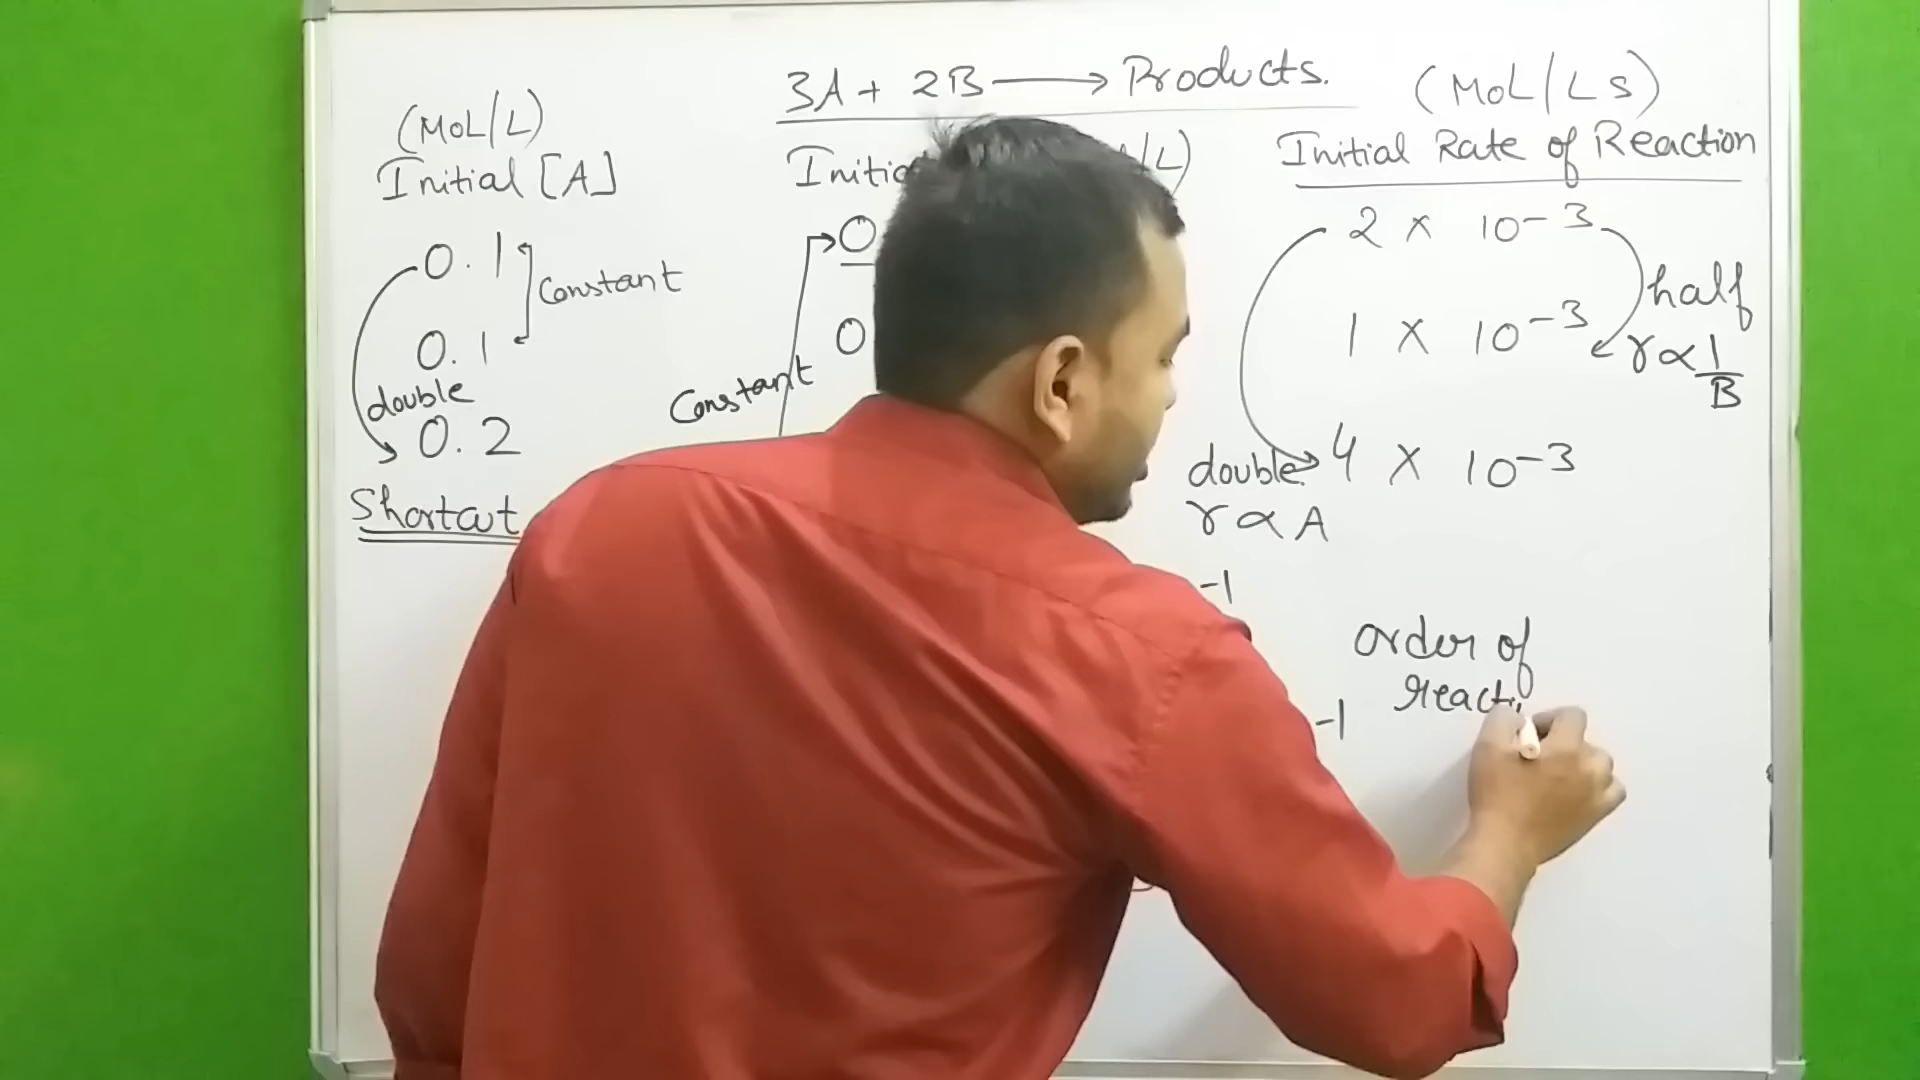 3A + 2B → Products.
(MoL/L)
Initial [A]
/L)
(MoL/LS)
Initial Rate of Reaction
0.1
Constant
0.1
double
0.2
Shortcut
0
0
Constant
2 × 10⁻³
half
1 × 10⁻³
r ∝ 1/B
double
4 × 10⁻³
r ∝ A
-1
-1
order of
reacti